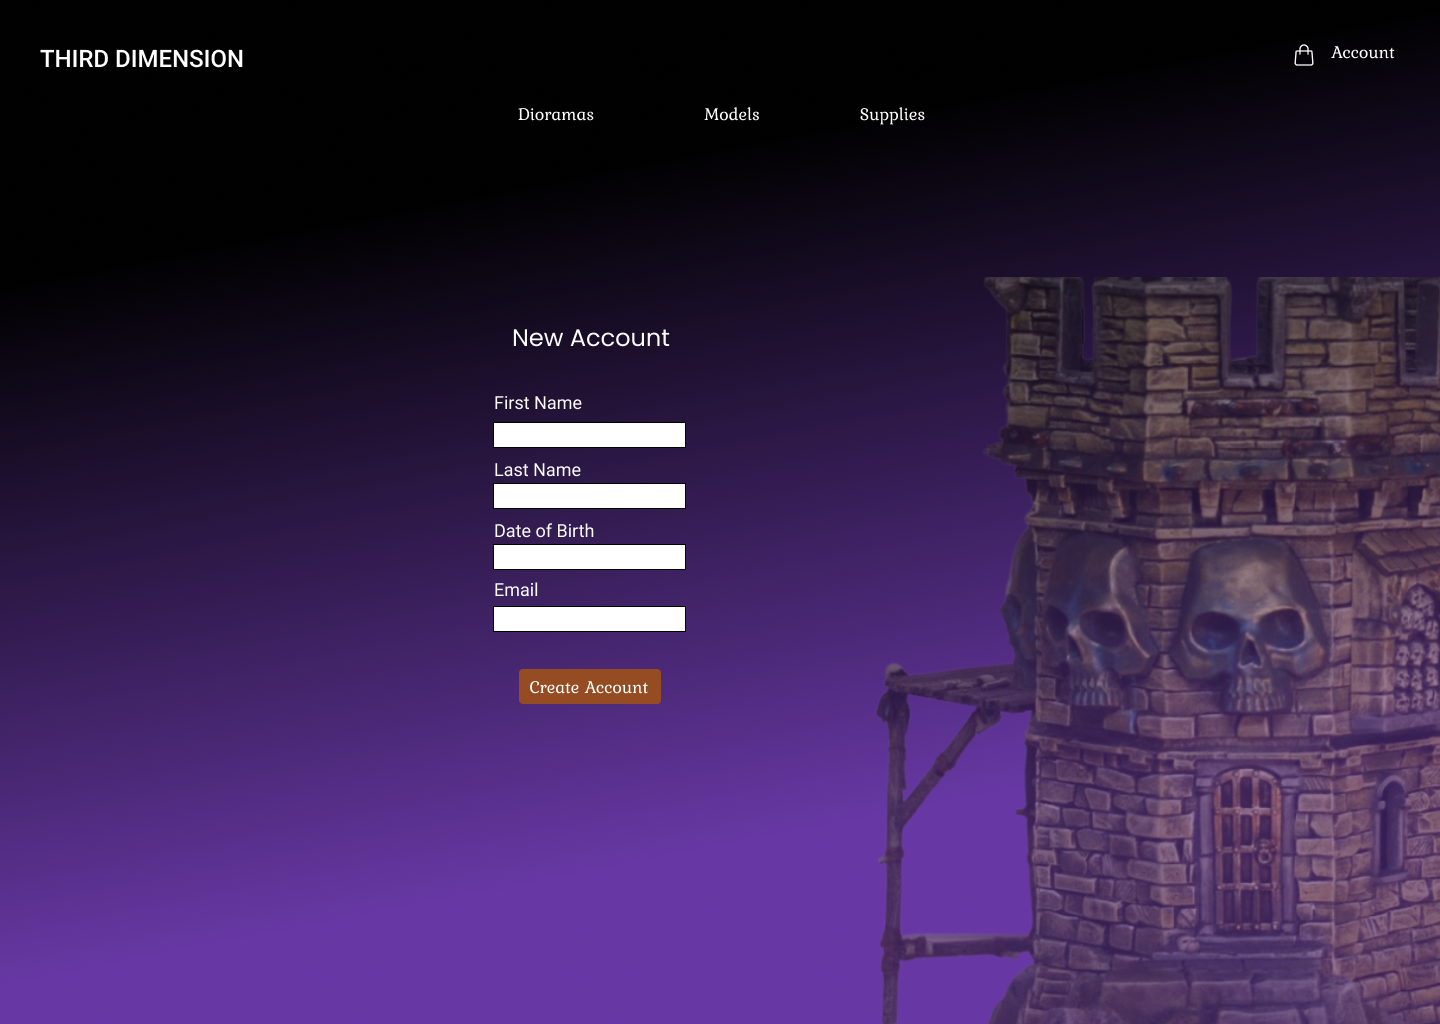 THIRD DIMENSION
Account
Dioramas Models Supplies
New Account
First Name
Last Name
Date of Birth
Email
Create Account